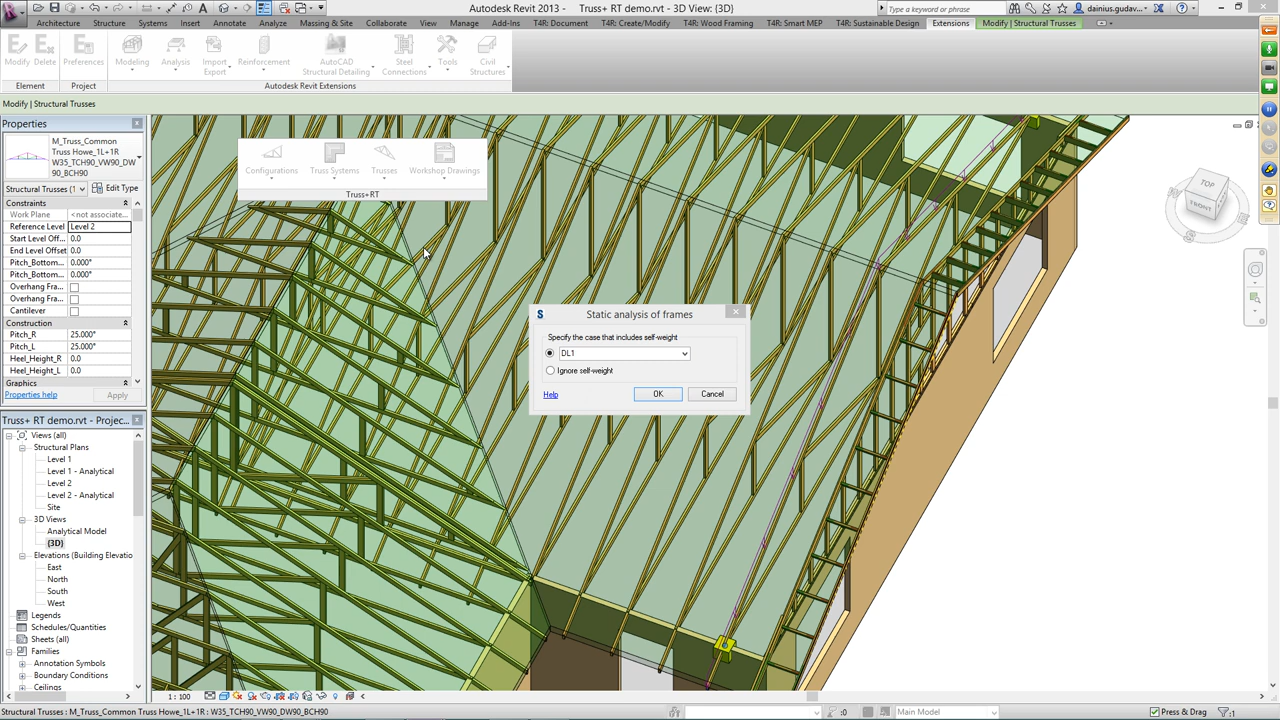 Autodesk Revit 2013 - Truss+ RT demo.rvt - 3D View: {3D}
Type a keyword or phrase
dainius.gudav...
Architecture Structure Systems Insert Annotate Analyze Massing & Site Collaborate View Manage Add-Ins T4R: Document T4R: Create/Modify T4R: Wood Framing T4R: Smart MEP T4R: Sustainable Design Extensions Modify | Structural Trusses
Modify Delete Preferences Modeling Analysis Import Export Reinforcement AutoCAD Structural Detailing Steel Connections Tools Civil Structures
Element Project Autodesk Revit Extensions
Modify | Structural Trusses
Properties
M_Truss_Common
Truss Howe_1L+1R
W35_TCH90_VW90_DW
90_BCH90
Structural Trusses (1
Edit Type
Constraints
Work Plane <not associate...
Reference Level Level 2
Start Level Off... 0.0
End Level Offset 0.0
Pitch_Bottom... 0.000°
Pitch_Bottom... 0.000°
Overhang Fra...
Overhang Fra...
Cantilever
Construction
Pitch_R 25.000°
Pitch_L 25.000°
Heel_Height_R 0.0
Heel_Height_L 0.0
Graphics
Properties help
Apply
Truss+ RT demo.rvt - Projec...
Views (all)
Structural Plans
Level 1
Level 1 - Analytical
Level 2
Level 2 - Analytical
Site
3D Views
Analytical Model
{3D}
Elevations (Building Elevatio
East
North
South
West
Legends
Schedules/Quantities
Sheets (all)
Families
Annotation Symbols
Boundary Conditions
Ceilings
Configurations Truss Systems Trusses Workshop Drawings
Truss+RT
Static analysis of frames
Specify the case that includes self-weight
DL1
Ignore self-weight
Help
OK
Cancel
TOP
FRONT
1 : 100
Structural Trusses : M_Truss_Common Truss Howe_1L+1R : W35_TCH90_VW90_DW90_BCH90
:0
Main Model
Press & Drag
:1